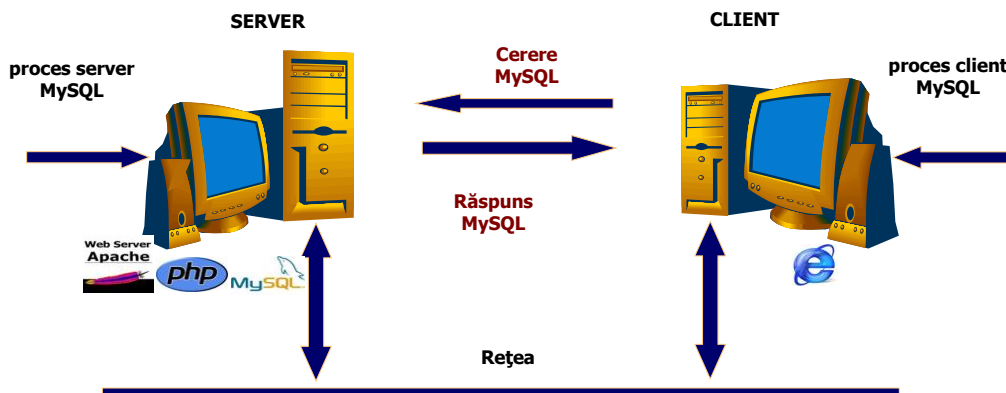 SERVER
CLIENT
proces server
MySQL
Cerere
MySQL
proces client
MySQL
Răspuns
MySQL
Web Server
Apache
php
MySQL
Reţea